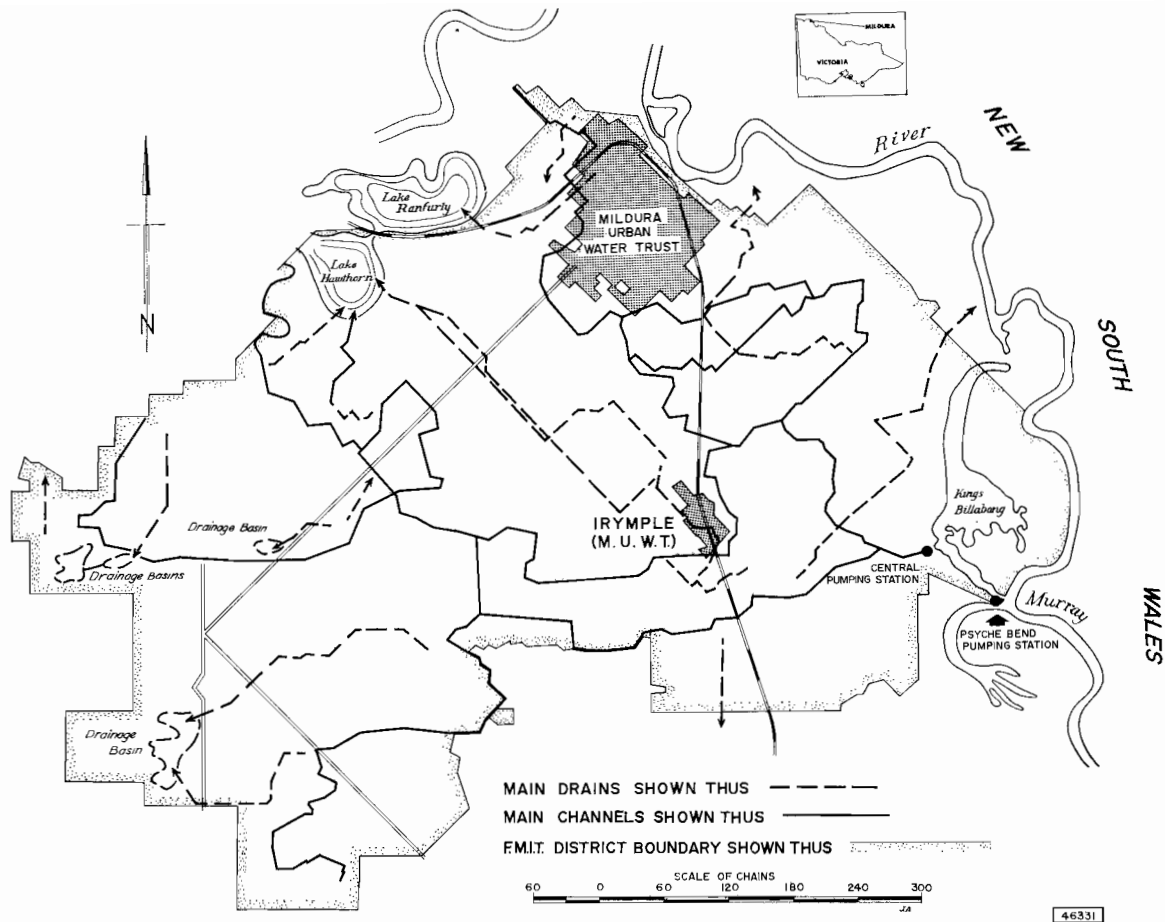 MILDURA
VICTORIA
NEW
River
Lake
Ranfurly
MILDURA
URBAN
WATER TRUST
Lake
Hawthorn
N
SOUTH
Kings
Billabong
IRYMPLE
(M. U. W. T.)
Drainage Basin
CENTRAL
PUMPING STATION
Drainage Basins
Murray
WALES
PSYCHE BEND
PUMPING STATION
Drainage
Basin
MAIN DRAINS SHOWN THUS
MAIN CHANNELS SHOWN THUS
F.M.I.T. DISTRICT BOUNDARY SHOWN THUS
SCALE OF CHAINS
60 0 60 120 180 240 300
J.A
46331